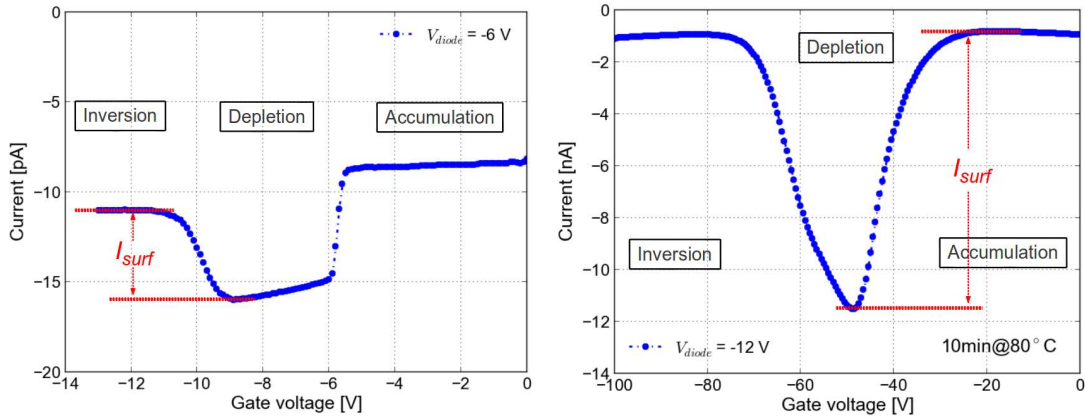 0
−5
−10
−15
−20
−14
−12
−10
−8
−6
−4
−2
0
Current [pA]
Gate voltage [V]
V_diode = -6 V
Inversion
Depletion
Accumulation
I_surf
0
−2
−4
−6
−8
−10
−12
−14
−100
−80
−60
−40
−20
0
Current [nA]
Gate voltage [V]
Depletion
I_surf
Inversion
Accumulation
V_diode = -12 V
10min@80°C